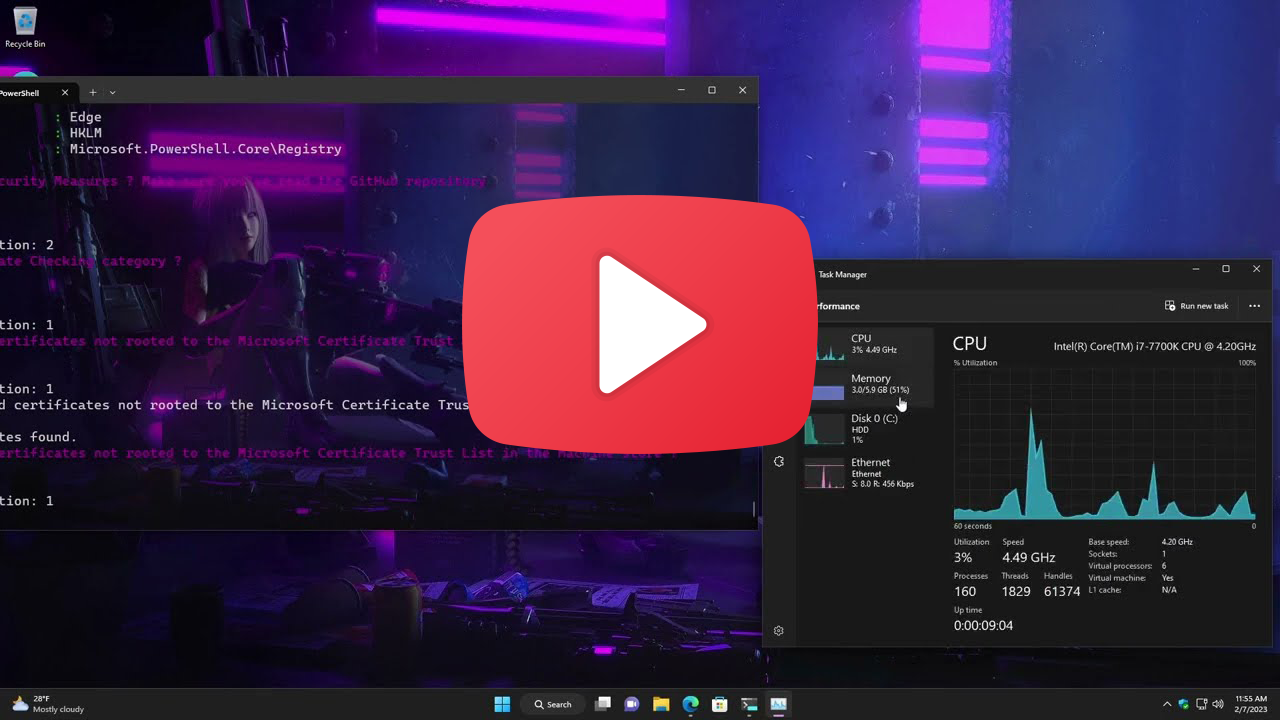 Recycle Bin
PowerShell
: Edge
: HKLM
: Microsoft.PowerShell.Core\Registry
curity Measures ? Make sure you've read the GitHub repository
tion: 2
ate Checking category ?
tion: 1
ertificates not rooted to the Microsoft Certificate Trust
tion: 1
d certificates not rooted to the Microsoft Certificate Trus
tes found.
ertificates not rooted to the Microsoft Certificate Trust List in the Machine Store ?
tion: 1
Task Manager
rformance
Run new task
CPU
3% 4.49 GHz
Memory
3.0/5.9 GB (51%)
Disk 0 (C:)
HDD
1%
Ethernet
Ethernet
S: 8.0 R: 456 Kbps
CPU
Intel(R) Core(TM) i7-7700K CPU @ 4.20GHz
% Utilization
100%
60 seconds
0
Utilization Speed
3% 4.49 GHz
Processes Threads Handles
160 1829 61374
Up time
0:00:09:04
Base speed: 4.20 GHz
Sockets: 1
Virtual processors: 6
Virtual machine: Yes
L1 cache: N/A
28°F
Mostly cloudy
Search
11:55 AM
2/7/2023